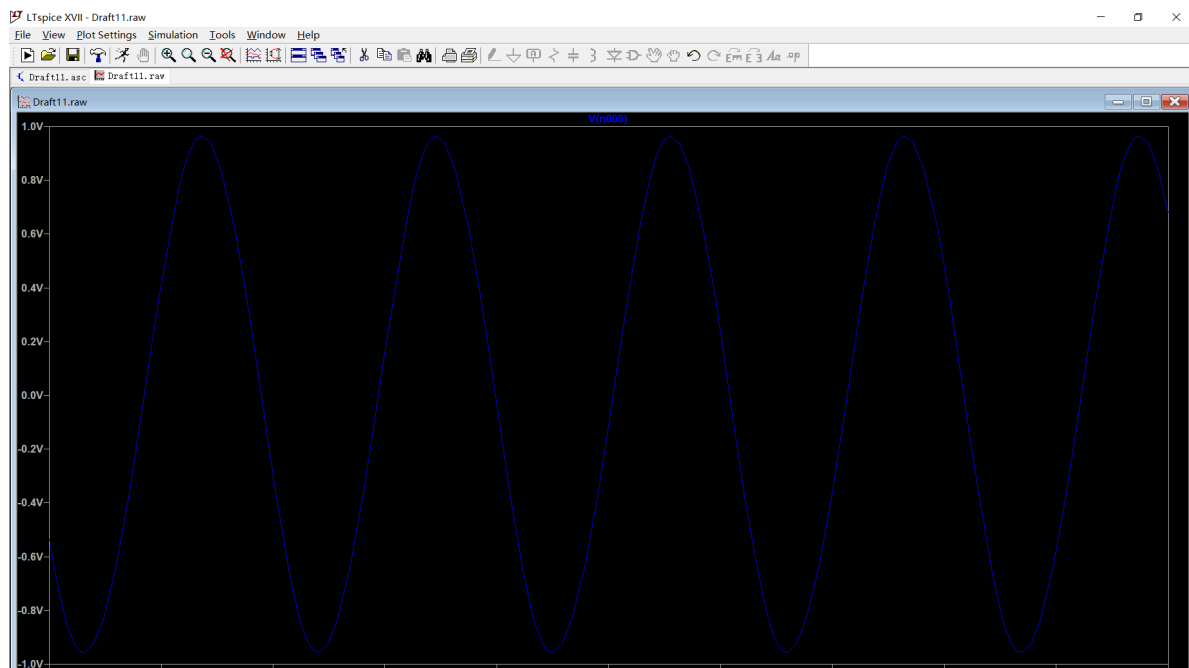 LTspice XVII - Draft11.raw
File View Plot Settings Simulation Tools Window Help
Draft11.asc Draft11.raw
Draft11.raw
V(n006)
1.0V
0.8V
0.6V
0.4V
0.2V
0.0V
-0.2V
-0.4V
-0.6V
-0.8V
-1.0V